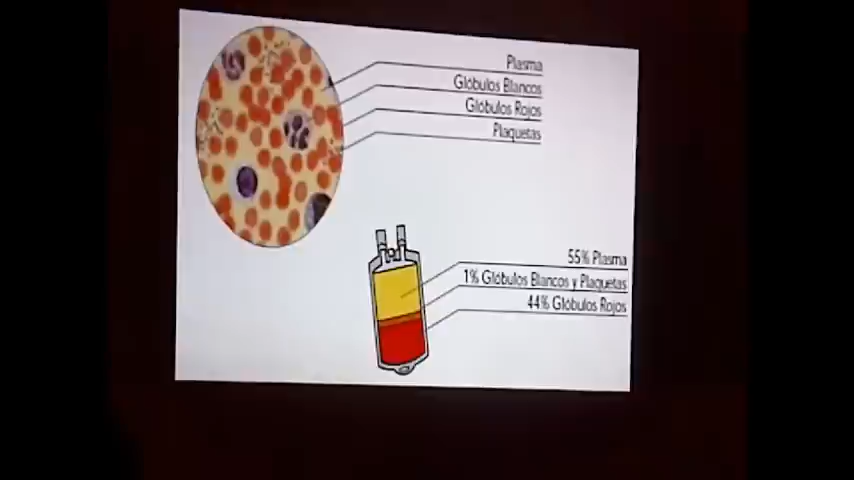 Plasma
Glóbulos Blancos
Glóbulos Rojos
Plaquetas
55% Plasma
1% Glóbulos Blancos y Plaquetas
44% Glóbulos Rojos